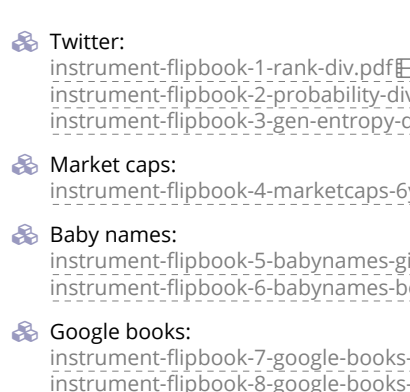 Twitter:
instrument-flipbook-1-rank-div.pdf
instrument-flipbook-2-probability-div
instrument-flipbook-3-gen-entropy-d
Market caps:
instrument-flipbook-4-marketcaps-6y
Baby names:
instrument-flipbook-5-babynames-gi
instrument-flipbook-6-babynames-b
Google books:
instrument-flipbook-7-google-books-
instrument-flipbook-8-google-books-